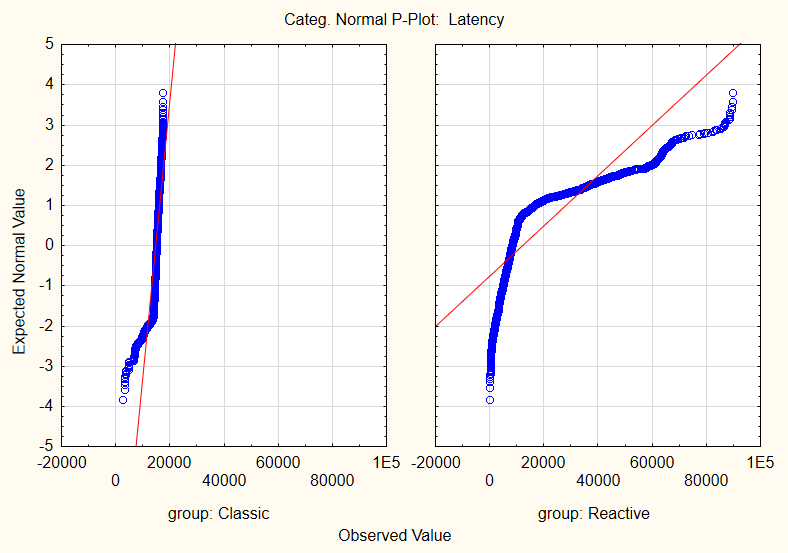 Categ. Normal P-Plot:  Latency
5
4
3
2
1
0
-1
-2
-3
-4
-5
Expected Normal Value
-20000 20000 60000 1E5 -20000 20000 60000 1E5
0 40000 80000 0 40000 80000
group: Classic group: Reactive
Observed Value